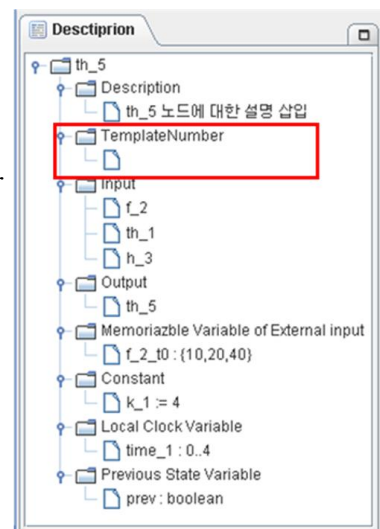 Desctiprion
th_5
Description
th_5 노드에 대한 설명 삽입
TemplateNumber
Input
f_2
th_1
h_3
Output
th_5
Memoriazble Variable of External input
f_2_t0 : {10,20,40}
Constant
k_1 := 4
Local Clock Variable
time_1 : 0..4
Previous State Variable
prev : boolean